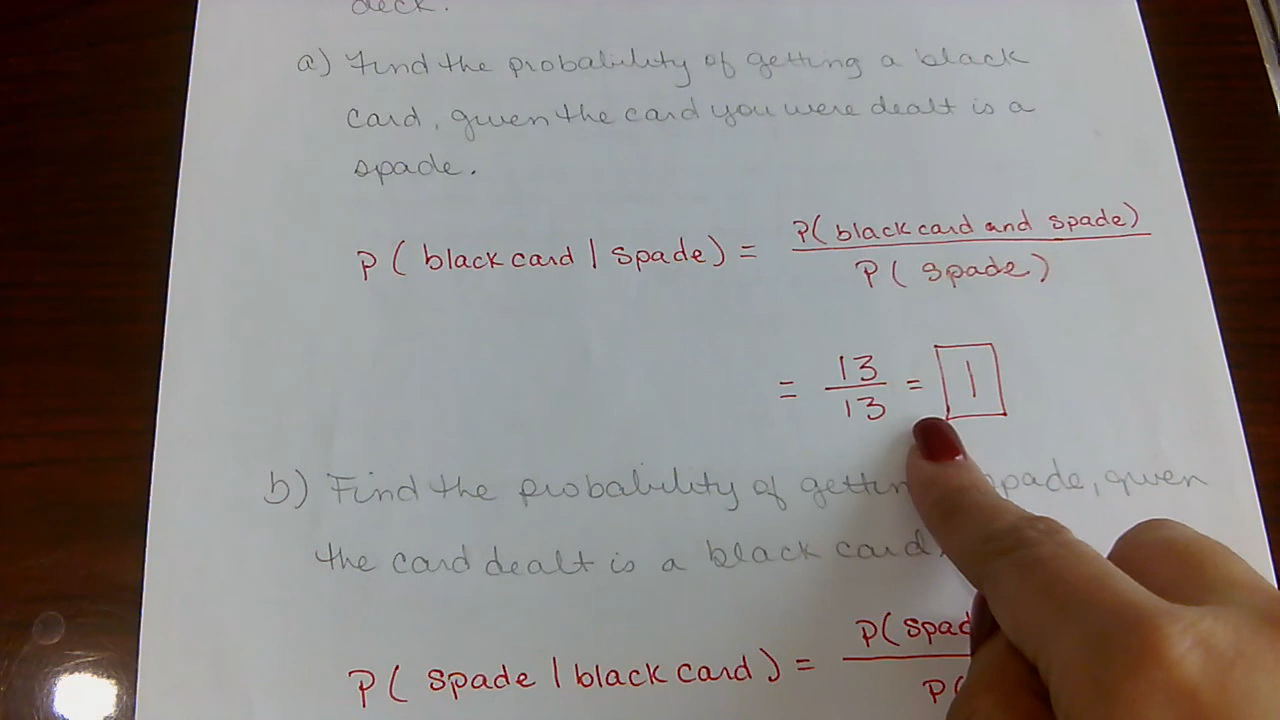 deck.
a) Find the probability of getting a black
card, given the card you were dealt is a
spade.
P( black card | spade) = P( black card and spade) / P( spade)
= 13/13 = 1
b) Find the probability of getting spade, given
the card dealt is a black card.
P( spade | black card ) = P( / P(